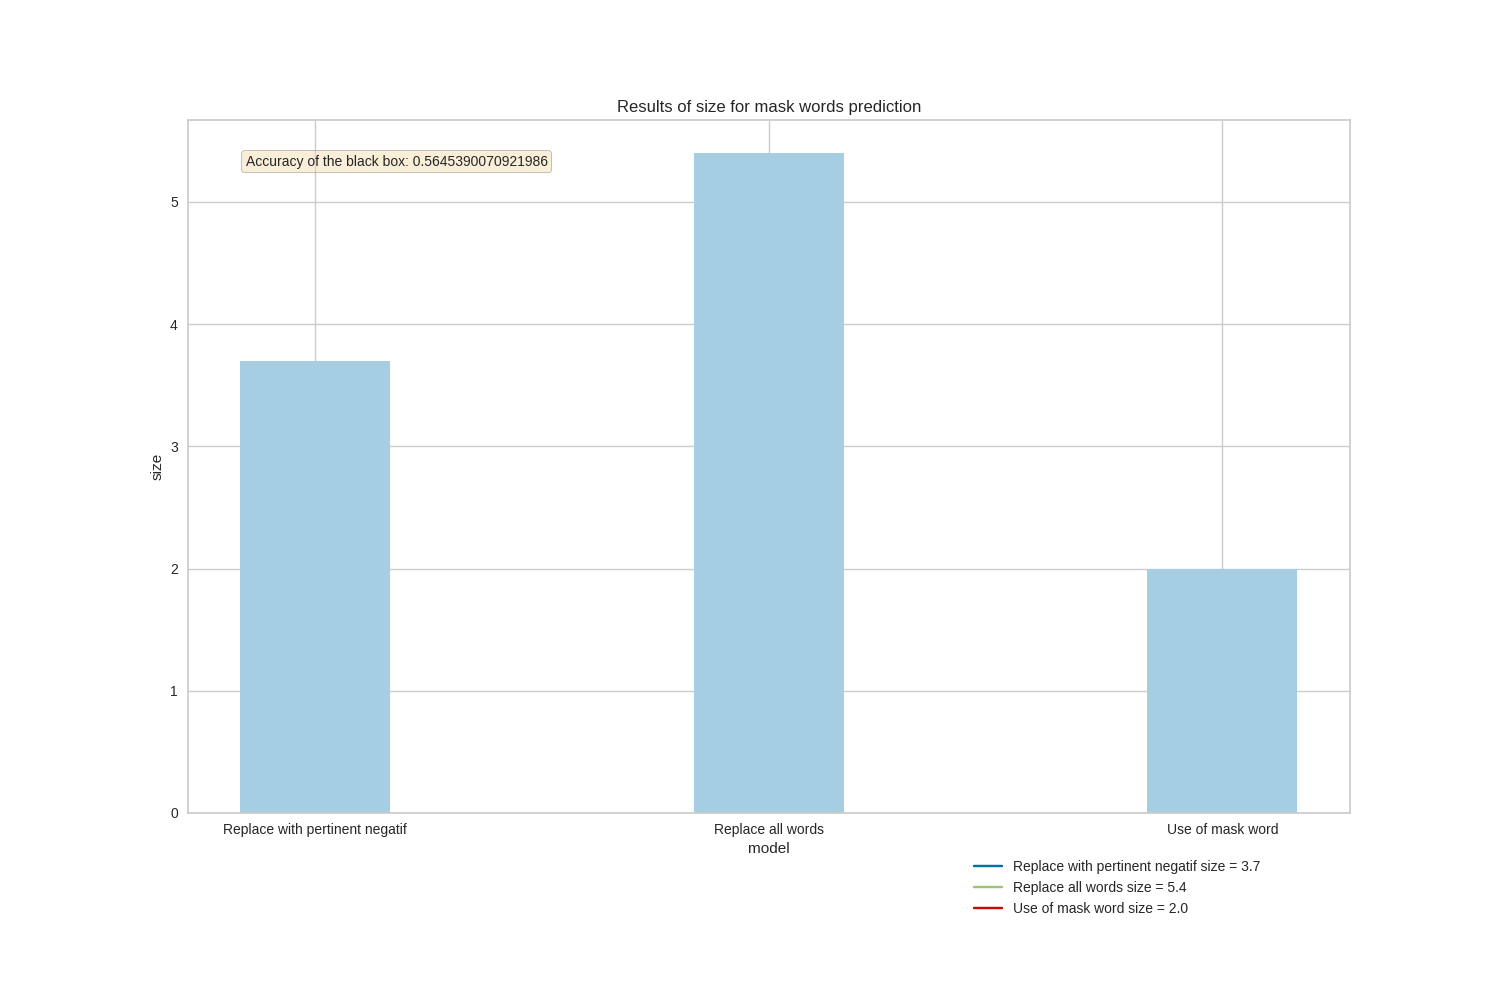 Results of size for mask words prediction
Accuracy of the black box: 0.5645390070921986
size
5
4
3
2
1
0
Replace with pertinent negatif
Replace all words
Use of mask word
model
Replace with pertinent negatif size = 3.7
Replace all words size = 5.4
Use of mask word size = 2.0